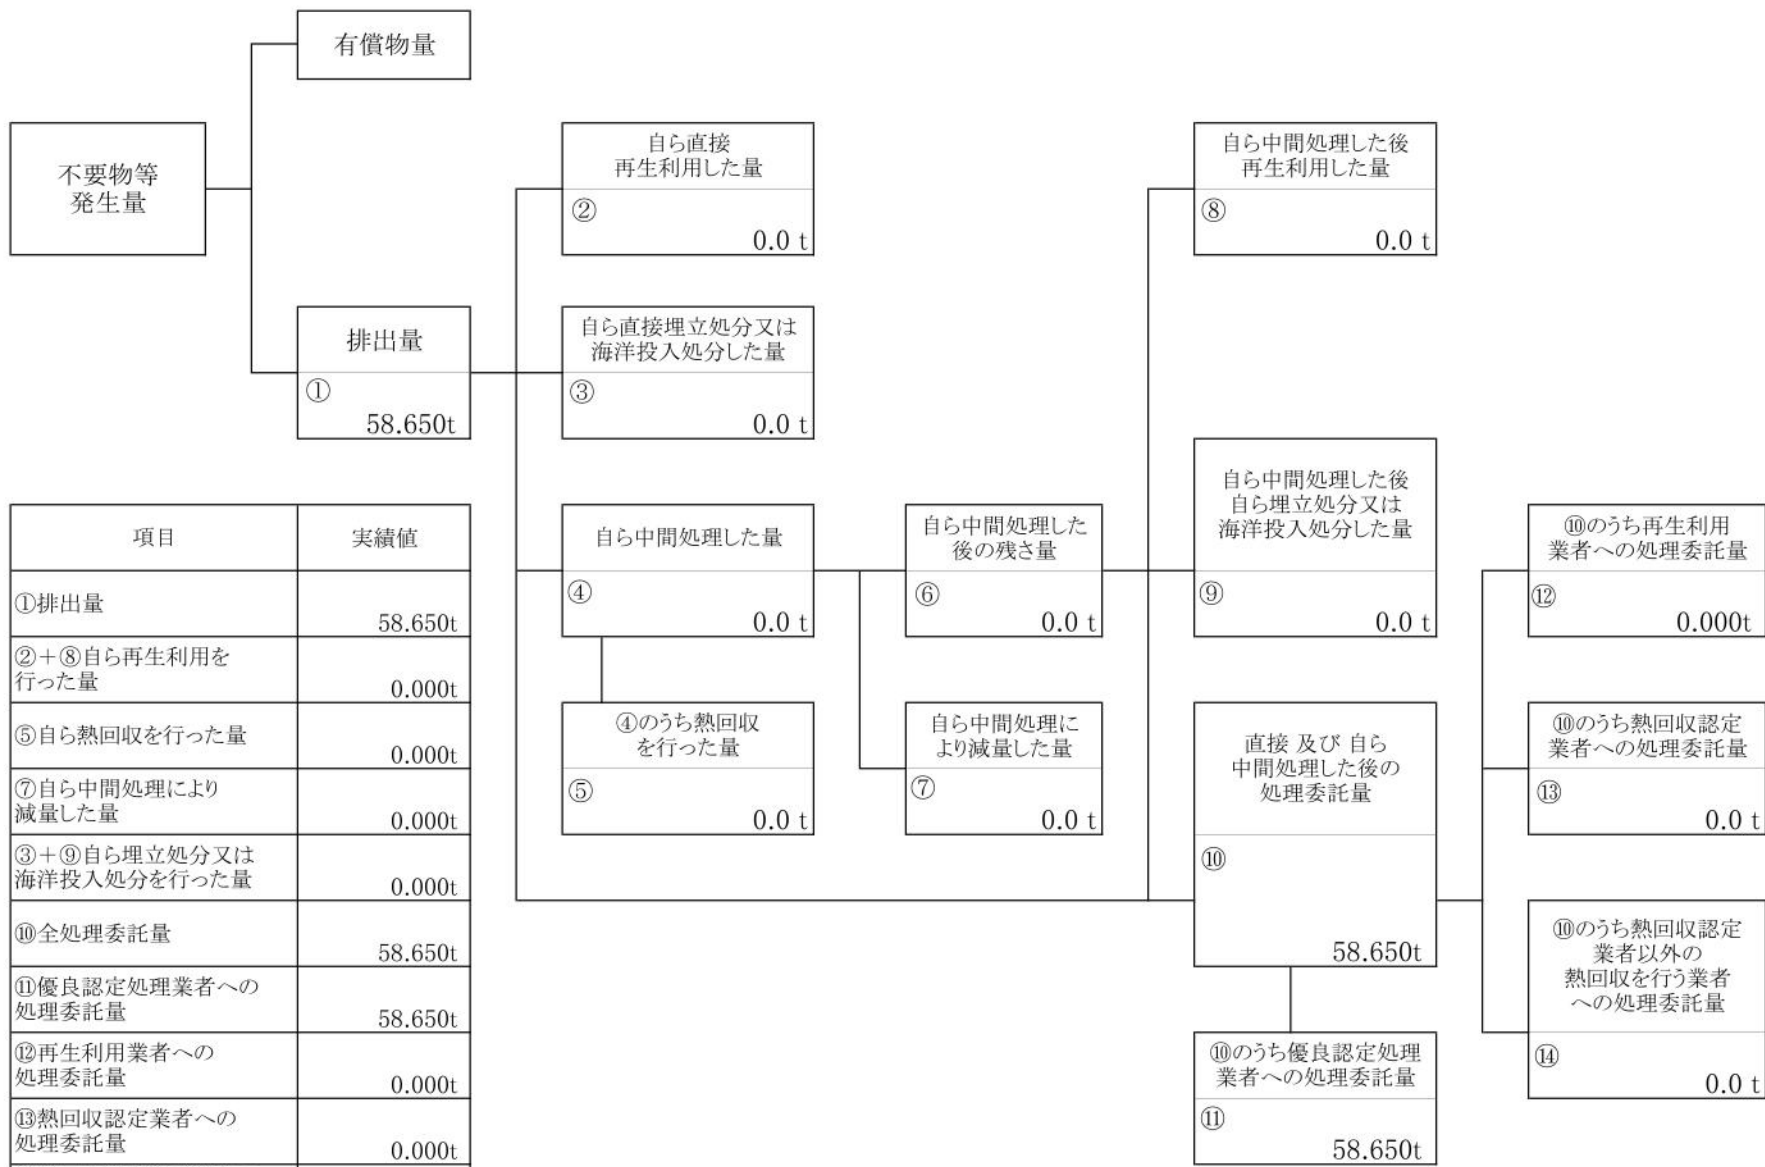 有償物量
不要物等
発生量
自ら直接
再生利用した量
②
0.0 t
自ら中間処理した後
再生利用した量
⑧
0.0 t
排出量
①
58.650t
自ら直接埋立処分又は
海洋投入処分した量
③
0.0 t
自ら中間処理した量
④
0.0 t
自ら中間処理した
後の残さ量
⑥
0.0 t
自ら中間処理した後
自ら埋立処分又は
海洋投入処分した量
⑨
0.0 t
⑩のうち再生利用
業者への処理委託量
⑫
0.000t
④のうち熱回収
を行った量
⑤
0.0 t
自ら中間処理に
より減量した量
⑦
0.0 t
直接 及び 自ら
中間処理した後の
処理委託量
⑩
58.650t
⑩のうち熱回収認定
業者への処理委託量
⑬
0.0 t
⑩のうち熱回収認定
業者以外の
熱回収を行う業者
への処理委託量
⑭
0.0 t
⑩のうち優良認定処理
業者への処理委託量
⑪
58.650t
項目 実績値
①排出量
58.650t
②＋⑧自ら再生利用を
行った量
0.000t
⑤自ら熱回収を行った量
0.000t
⑦自ら中間処理により
減量した量
0.000t
③＋⑨自ら埋立処分又は
海洋投入処分を行った量
0.000t
⑩全処理委託量
58.650t
⑪優良認定処理業者への
処理委託量
58.650t
⑫再生利用業者への
処理委託量
0.000t
⑬熱回収認定業者への
処理委託量
0.000t